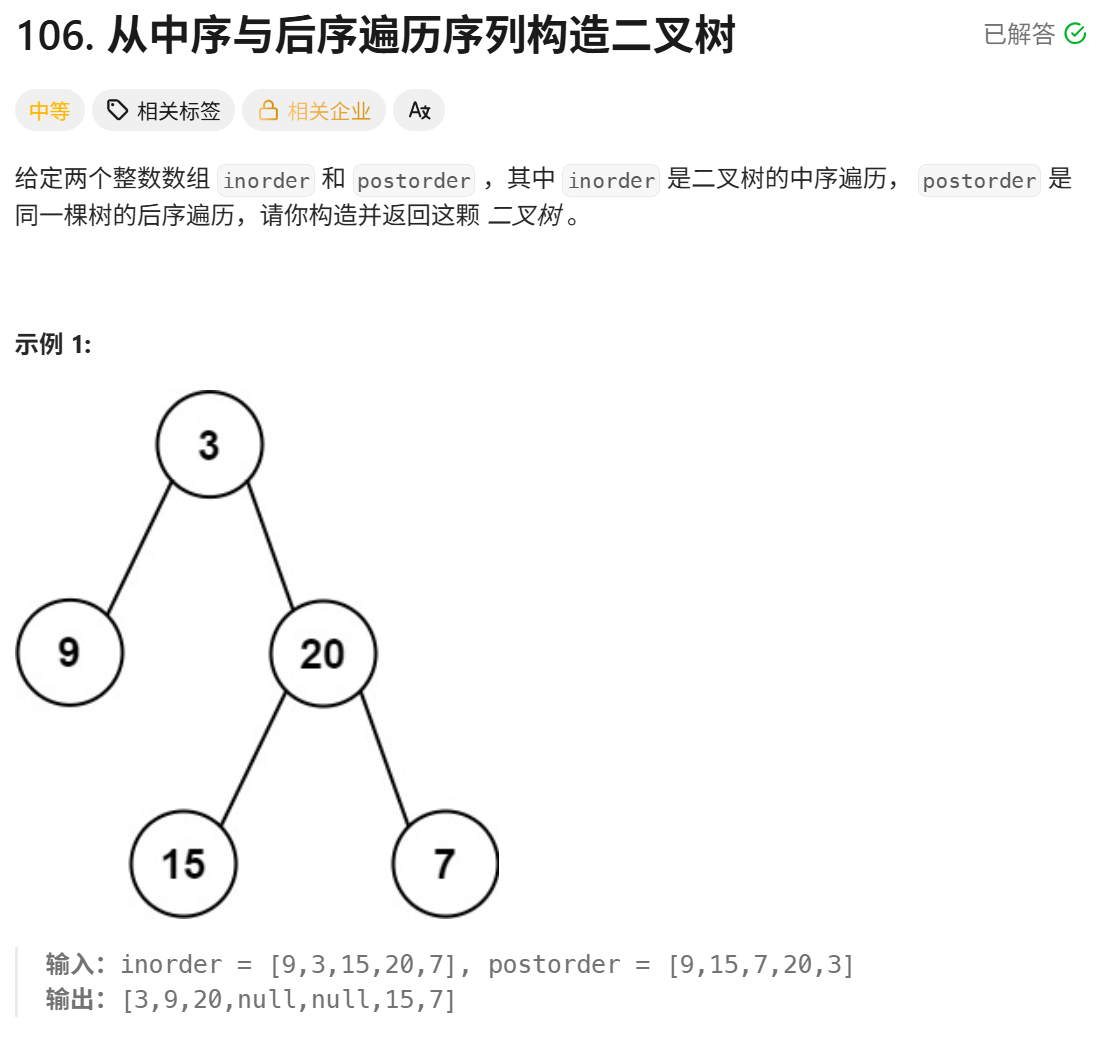 106. 从中序与后序遍历序列构造二叉树
已解答
中等 相关标签 相关企业 Aを
给定两个整数数组 inorder 和 postorder ，其中 inorder 是二叉树的中序遍历， postorder 是
同一棵树的后序遍历，请你构造并返回这颗 二叉树 。
示例 1:
3
9
20
15
7
输入：inorder = [9,3,15,20,7], postorder = [9,15,7,20,3]
输出：[3,9,20,null,null,15,7]